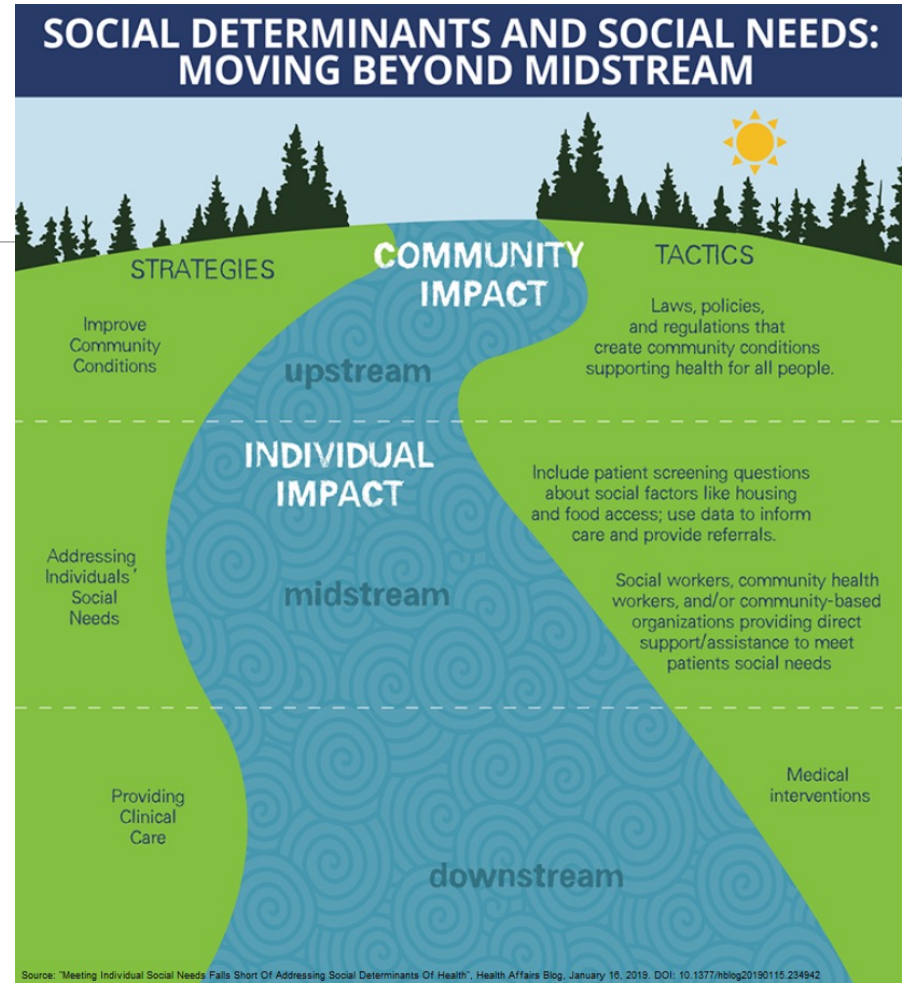 SOCIAL DETERMINANTS AND SOCIAL NEEDS:
MOVING BEYOND MIDSTREAM
STRATEGIES
COMMUNITY
IMPACT
TACTICS
Improve
Community
Conditions
upstream
Laws, policies,
and regulations that
create community conditions
supporting health for all people.
INDIVIDUAL
IMPACT
Addressing
Individuals'
Social
Needs
midstream
Include patient screening questions
about social factors like housing
and food access; use data to inform
care and provide referrals.
Social workers, community health
workers, and/or community-based
organizations providing direct
support/assistance to meet
patients social needs
Providing
Clinical
Care
downstream
Medical
interventions
Source: "Meeting Individual Social Needs Falls Short Of Addressing Social Determinants Of Health", Health Affairs Blog, January 16, 2019. DOI: 10.1377/hblog20190115.234942